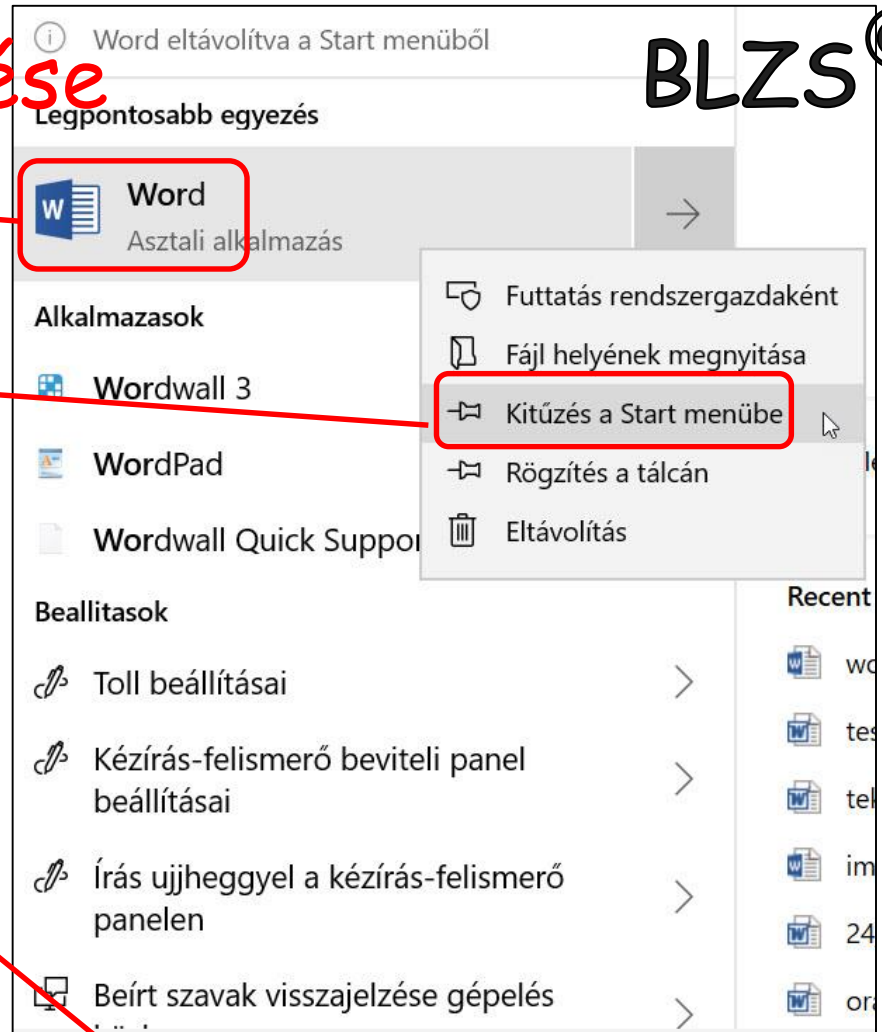 Word eltávolítva a Start menüből
BLZS
Legpontosabb egyezés
Word
Asztali alkalmazás
Futtatás rendszergazdaként
Alkalmazasok
Fájl helyének megnyitása
Wordwall 3
Kitűzés a Start menübe
WordPad
Rögzítés a tálcán
Wordwall Quick
Eltávolítás
Beallitasok
Recent
Toll beállításai
Kézírás-felismerő beviteli panel
beállításai
Írás ujjheggyel a kézírás-felismerő
panelen
24
Beírt szavak visszajelzése gépelés